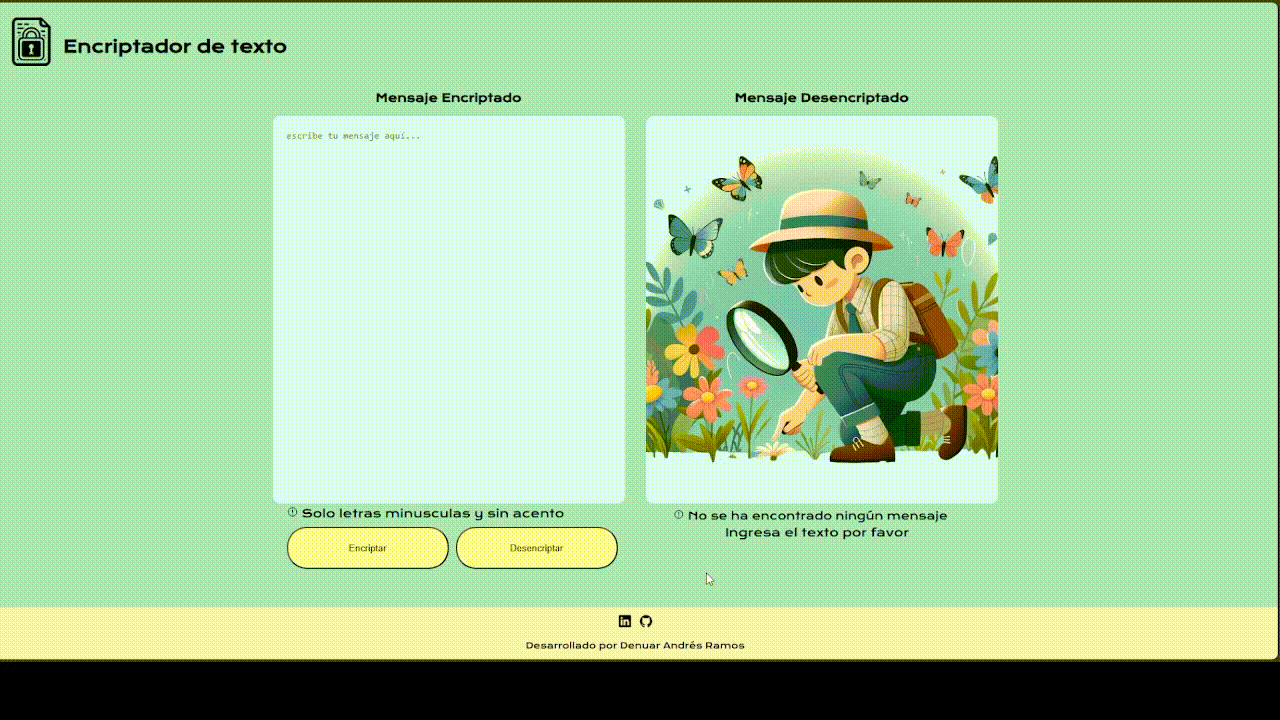 Encriptador de texto
Mensaje Encriptado
Mensaje Desencriptado
escribe tu mensaje aquí...
Solo letras minusculas y sin acento
No se ha encontrado ningún mensaje
Ingresa el texto por favor
Encriptar
Desencriptar
Desarrollado por Denuar Andrés Ramos